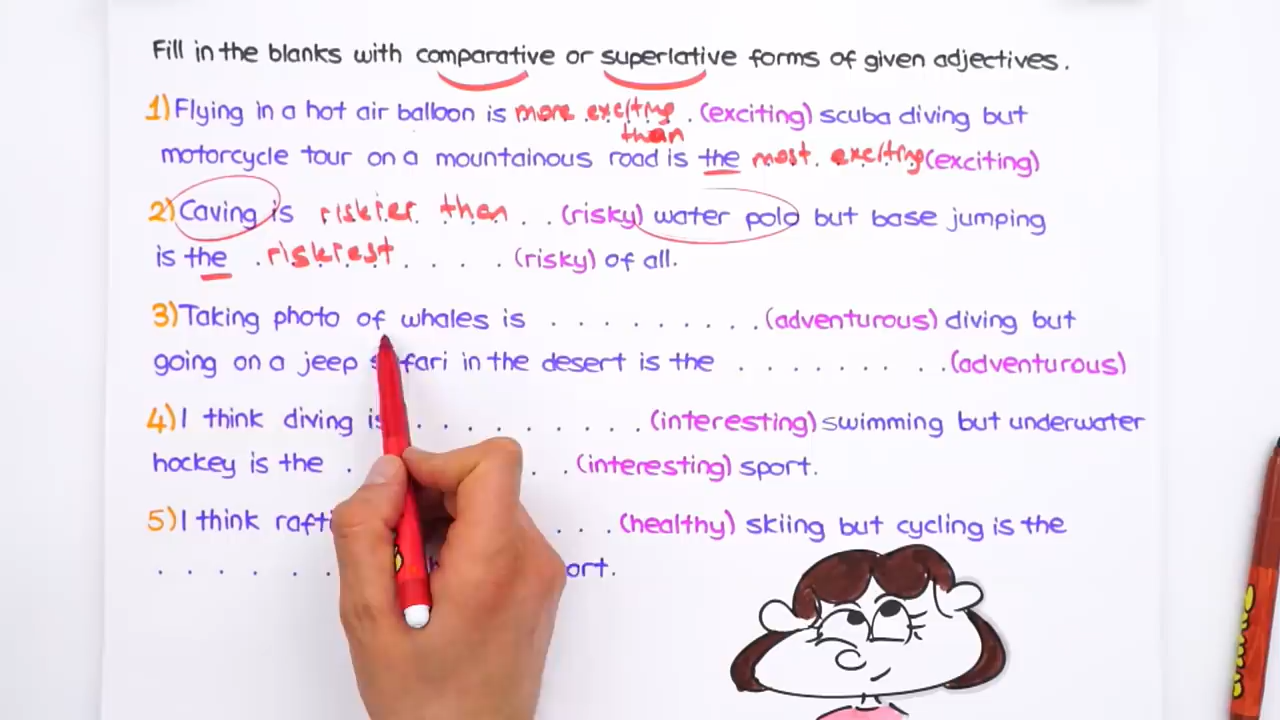 Fill in the blanks with comparative or superlative forms of given adjectives.
1) Flying in a hot air balloon is more exciting . (exciting) scuba diving but
than
motorcycle tour on a mountainous road is the most exciting (exciting)
2) Caving is riskier than . . (risky) water polo but base jumping
is the . riskiest . . . . (risky) of all.
3) Taking photo of whales is . . . . . . . . . (adventurous) diving but
going on a jeep safari in the desert is the . . . . . . . . . (adventurous)
4) I think diving is . . . . . . . . . (interesting) swimming but underwater
hockey is the . . . (interesting) sport.
5) I think . . . (healthy) skiing but cycling is the
. . . . . .